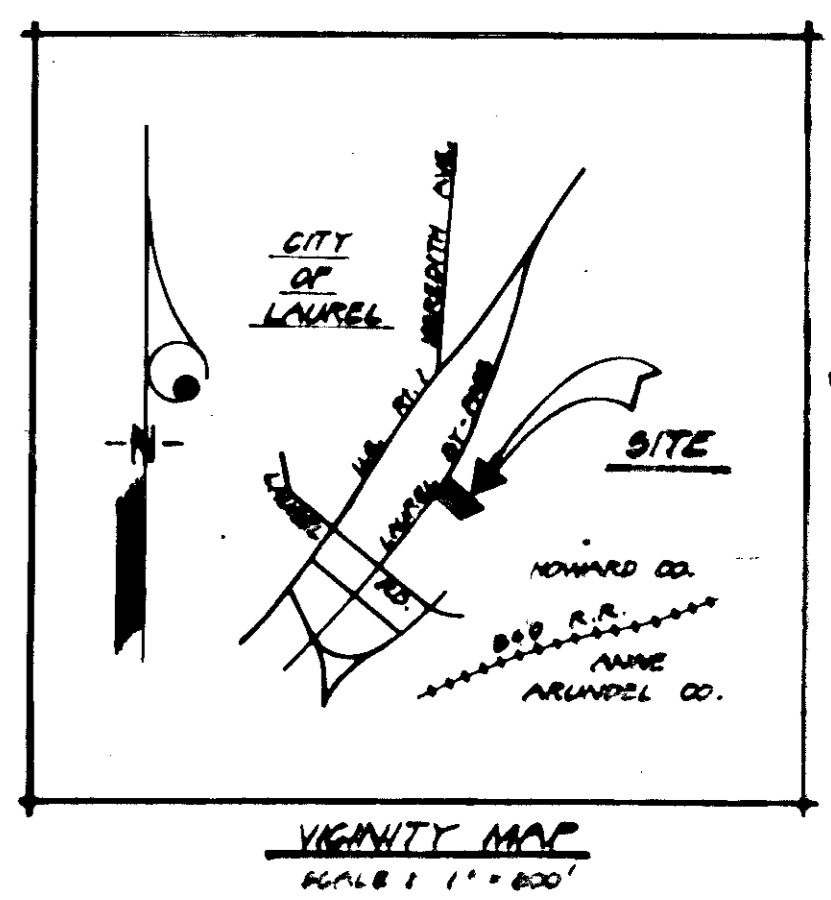 CITY
OF
LAUREL
MEREDITH AVE.
U.S. RT. 1
LAUREL BY-PASS
LAUREL RD.
N
SITE
HOWARD CO.
B&O R.R.
ANNE
ARUNDEL CO.
VICINITY MAP
SCALE : 1" = 600'